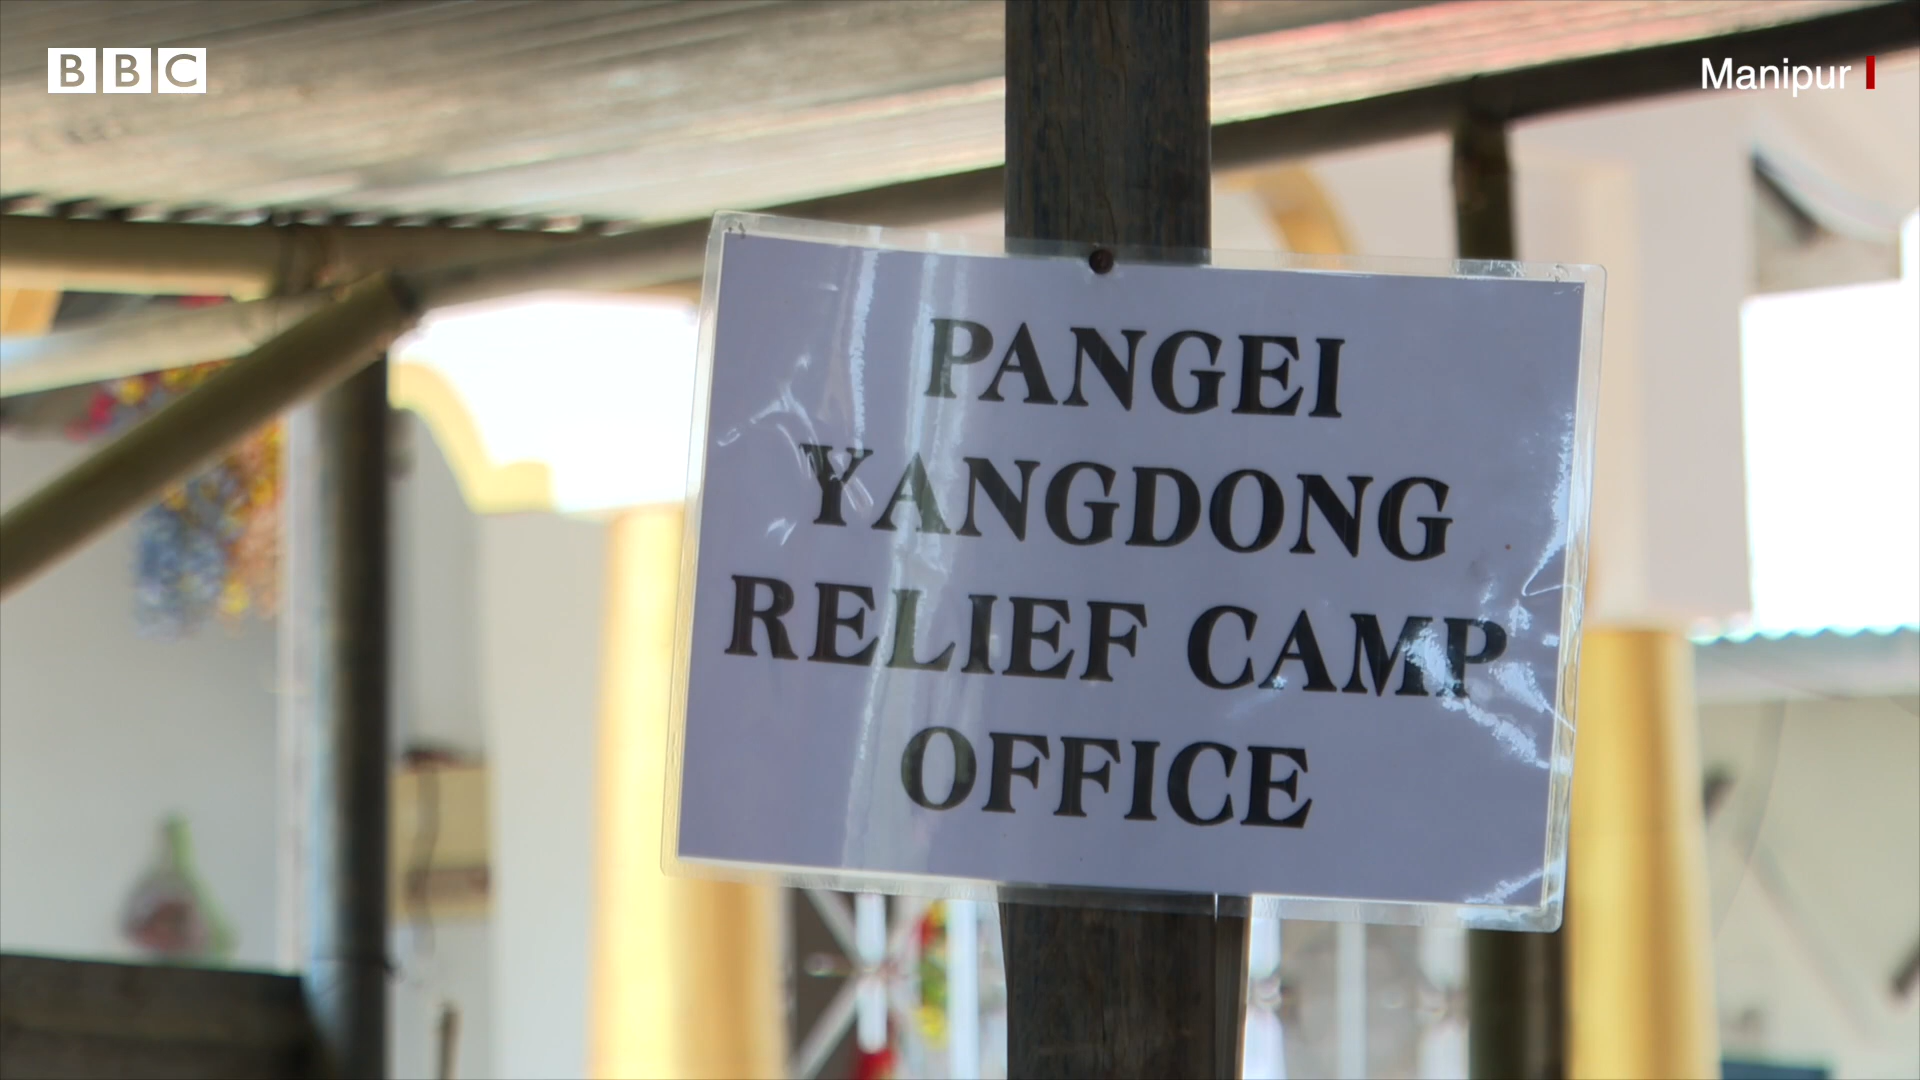 BBC
Manipur
PANGEI
YANGDONG
RELIEF CAMP
OFFICE